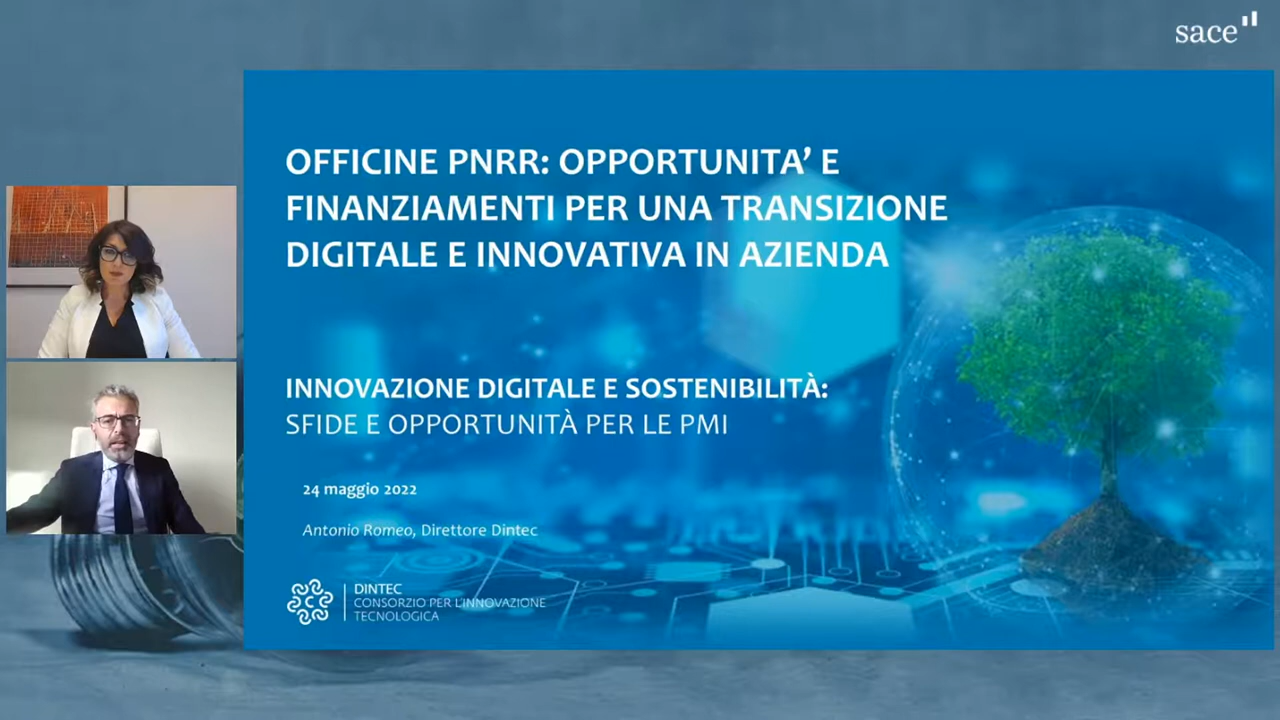 sace
OFFICINE PNRR: OPPORTUNITA' E
FINANZIAMENTI PER UNA TRANSIZIONE
DIGITALE E INNOVATIVA IN AZIENDA
INNOVAZIONE DIGITALE E SOSTENIBILITÀ:
SFIDE E OPPORTUNITÀ PER LE PMI
24 maggio 2022
Antonio Romeo, Direttore Dintec
DINTEC
CONSORZIO PER L'INNOVAZIONE
TECNOLOGICA